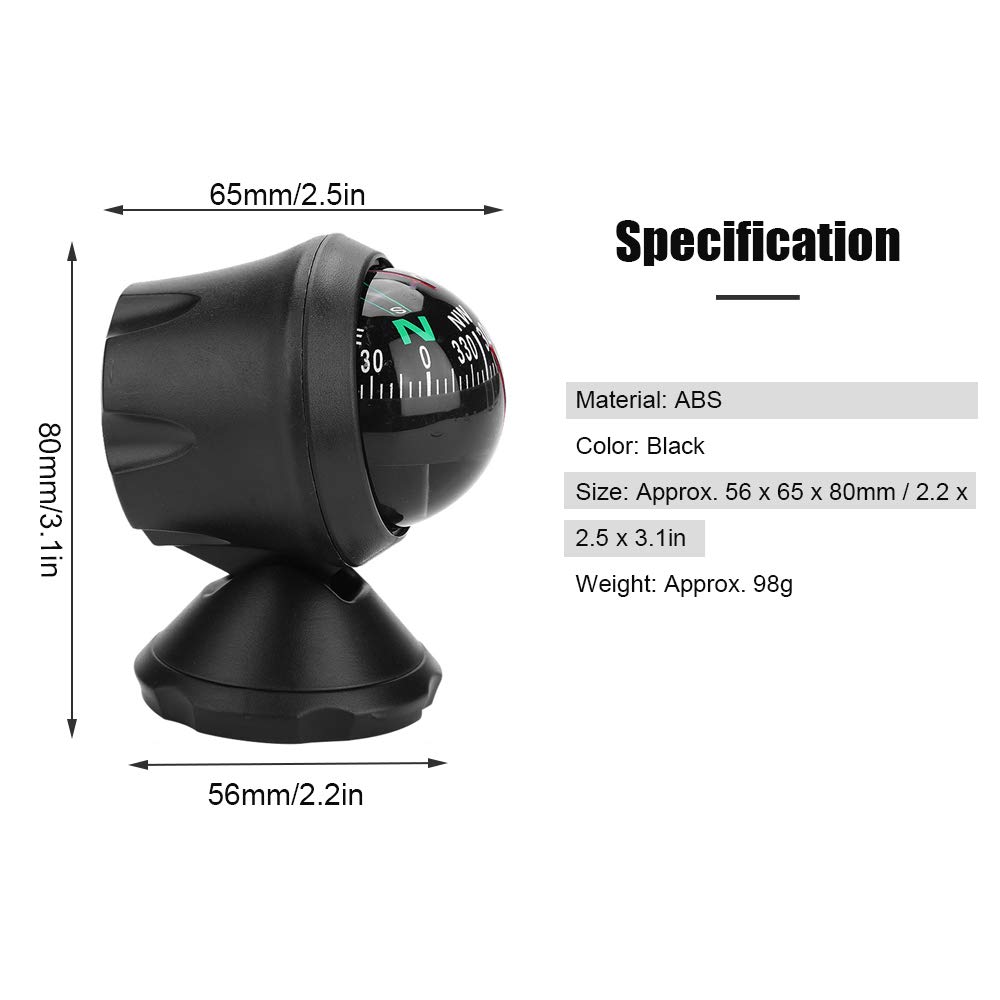 65mm/2.5in
80mm/3.1in
S
N
NW
30
0
330
56mm/2.2in
Specification
Material: ABS
Color: Black
Size: Approx. 56 x 65 x 80mm / 2.2 x
2.5 x 3.1in
Weight: Approx. 98g